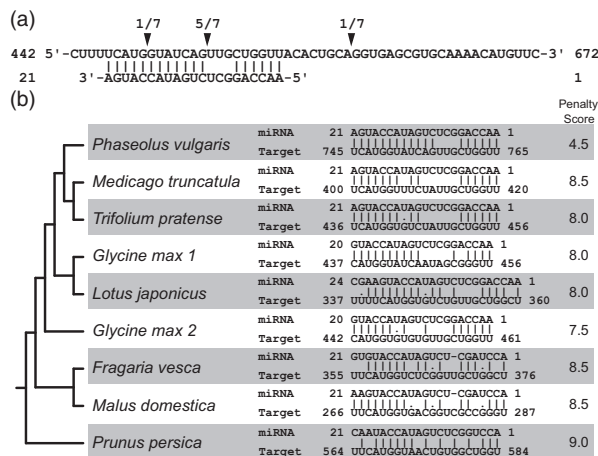 (a)
1/7 5/7 1/7
442 5'-CUUUUCAUGGUAUCAGUUGCUGGUUACACUGCAGGUGAGCGUGCAAAACAUGUUC-3' 672
21 3'-AGUACCAUAGUCUCGGACCAA-5' 1
(b)
Penalty
Score
Phaseolus vulgaris miRNA 21 AGUACCAUAGUCUCGGACCAA 1
Target 745 UCAUGGUAUCAGUUGCUGGUU 765 4.5
Medicago truncatula miRNA 21 AGUACCAUAGUCUCGGACCAA 1
Target 400 UCAUGGUUCUAUUGCUGGUU 420 8.5
Trifolium pratense miRNA 21 AGUACCAUAGUCUCGGACCAA 1
Target 436 UCAUGGUGUCUAUUGCUGGUU 456 8.0
Glycine max 1 miRNA 20 GUACCAUAGUCUCGGACCAA 1
Target 437 CAUGGUAUCAAUAGCGGGUU 456 8.0
Lotus japonicus miRNA 24 CGAAGUACCAUAGUCUCGGACCAA 1
Target 337 UUUUCAUGGUGUCUGUUGCUGGCU 360 8.0
Glycine max 2 miRNA 20 GUACCAUAGUCUCGGACCAA 1
Target 442 CAUGGUGUGUGUUGCUGGUU 461 7.5
Fragaria vesca miRNA 21 GUGUACCAUAGUCU-CGAUCCA 1
Target 355 UUCAUGGUCUCGGUUGCUGGCU 376 8.5
Malus domestica miRNA 21 AAGUACCAUAGUCU-CGAUCCA 1
Target 266 UUCAUGGUGACGGUCGCCGGGU 287 8.5
Prunus persica miRNA 21 CAAUACCAUAGUCUCGGUCCA 1
Target 564 UUCAUGGUAACUGUGGCUGGU 584 9.0